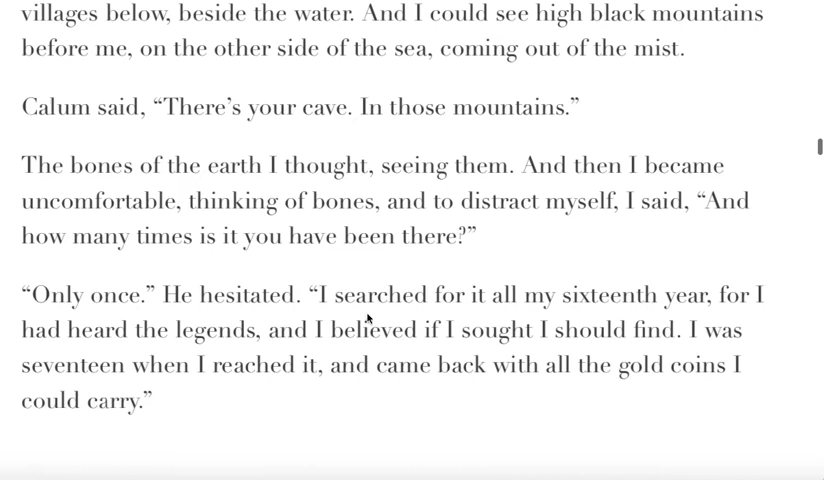 villages below, beside the water. And I could see high black mountains
before me, on the other side of the sea, coming out of the mist.
Calum said, “There’s your cave. In those mountains.”
The bones of the earth I thought, seeing them. And then I became
uncomfortable, thinking of bones, and to distract myself, I said, “And
how many times is it you have been there?”
“Only once.” He hesitated. “I searched for it all my sixteenth year, for I
had heard the legends, and I believed if I sought I should find. I was
seventeen when I reached it, and came back with all the gold coins I
could carry.”